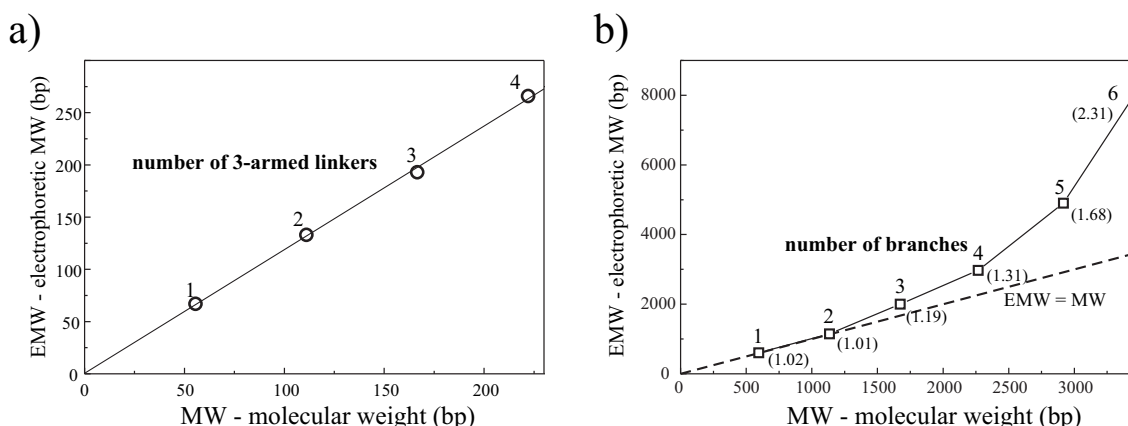 a)
EMW - electrophoretic MW (bp)
250
200
150
100
50
0
0 50 100 150 200
MW - molecular weight (bp)
number of 3-armed linkers
1
2
3
4
b)
EMW - electrophoretic MW (bp)
8000
6000
4000
2000
0
0 500 1000 1500 2000 2500 3000
MW - molecular weight (bp)
number of branches
1
(1.02)
2
(1.01)
3
(1.19)
4
(1.31)
5
(1.68)
6
(2.31)
EMW = MW